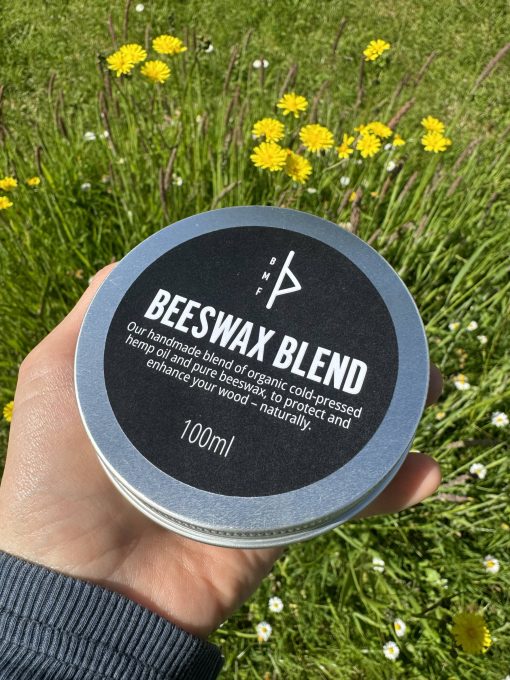 B
M
F
BEESWAX BLEND
Our handmade blend of organic cold-pressed
hemp oil and pure beeswax, to protect and
enhance your wood – naturally.
100ml